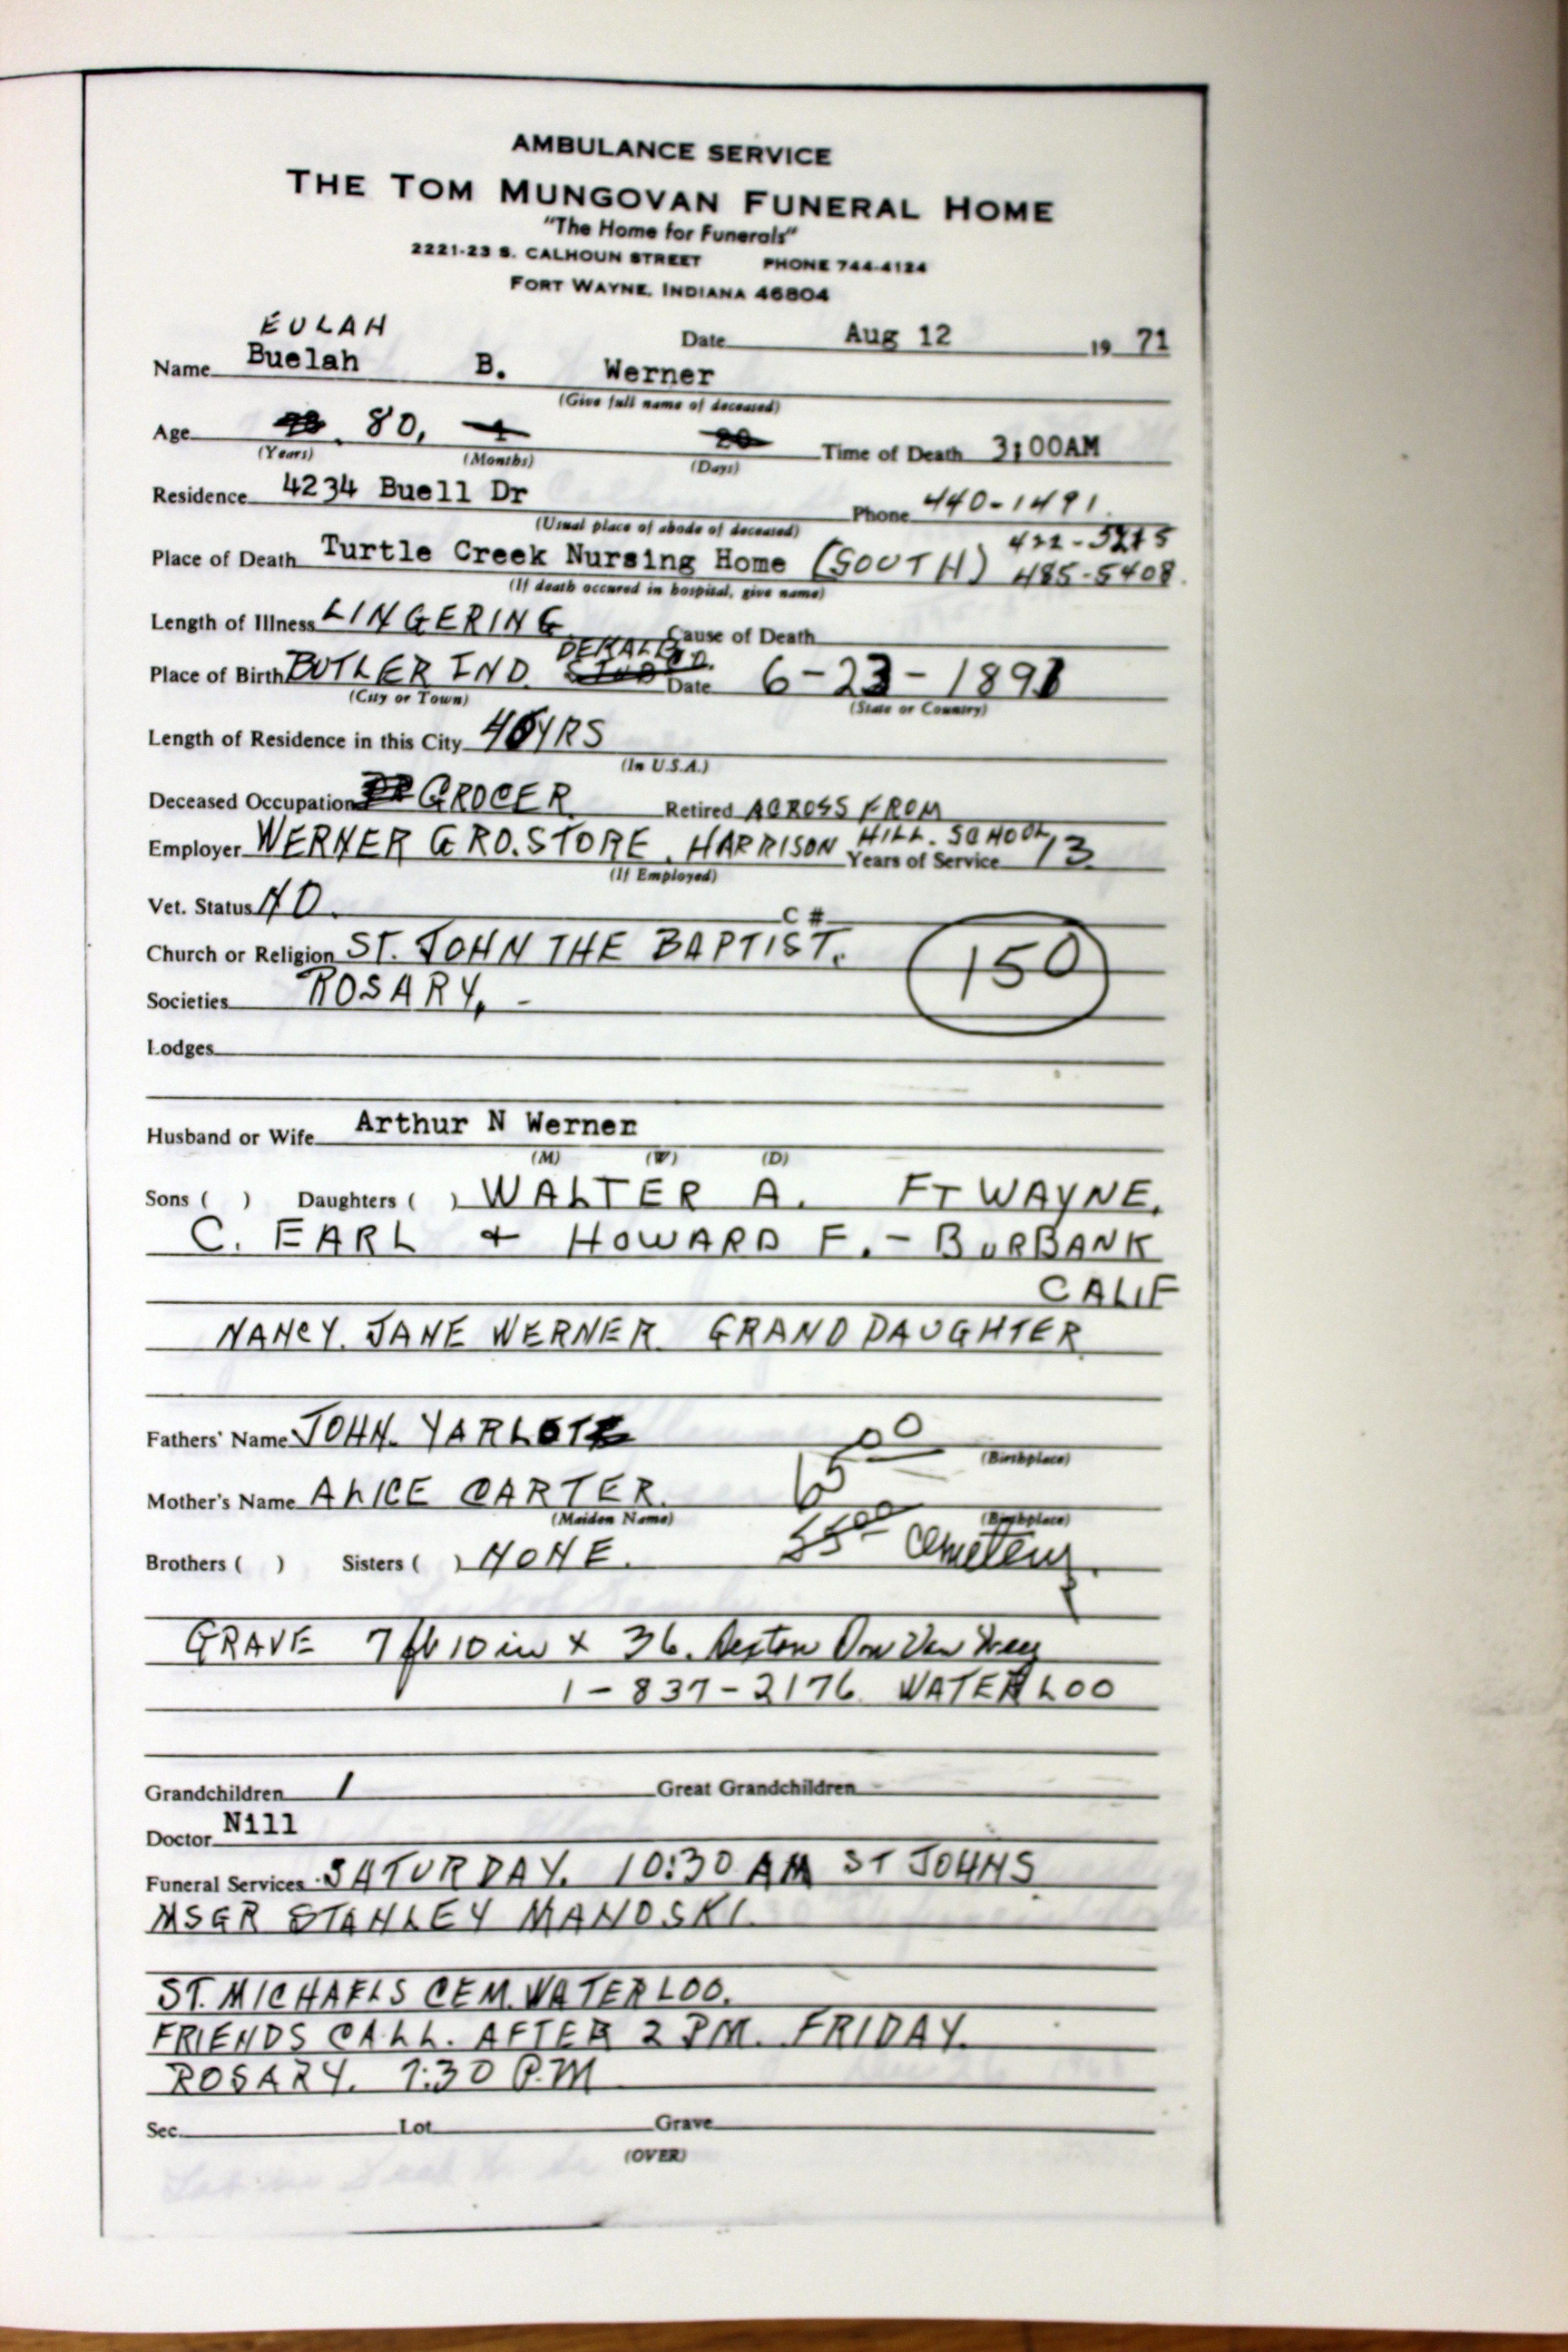 AMBULANCE SERVICE
THE TOM MUNGOVAN FUNERAL HOME
"The Home for Funerals"
2221-23 S. CALHOUN STREET PHONE 744-4124
FORT WAYNE, INDIANA 46804
EULAH
Date Aug 12 19 71
Name Buelah B. Werner
(Give full name of deceased)
Age 80, Time of Death 3:00AM
(Years) (Months) (Days)
Residence 4234 Buell Dr Phone 440-1491.
(Usual place of abode of deceased)
Place of Death Turtle Creek Nursing Home (SOUTH) 485-5408.
(If death occured in hospital, give name)
Length of Illness LINGERING Cause of Death
DEKALB CO.
Place of Birth BUTLER IND. Date 6-23-1891
(City or Town) (State or Country)
Length of Residence in this City YRS
(In U.S.A.)
Deceased Occupation GROCER Retired ACROSS FROM
Employer WERNER GRO. STORE. HARRISON HILL. SCHOOL, Years of Service 13
(If Employed)
Vet. Status NO.
C #
Church or Religion ST. JOHN THE BAPTIST. 150
Societies ROSARY, -
Lodges
Husband or Wife Arthur N Werner
(M) (W) (D)
Sons ( ) Daughters ( ) WALTER A. FT WAYNE.
C. EARL + HOWARD F. - BURBANK
CALIF
NANCY. JANE WERNER. GRANDDAUGHTER
Fathers' Name JOHN.
(Birthplace)
Mother's Name ALICE CARTER.
(Maiden Name) (Birthplace)
Brothers ( ) Sisters ( ) NONE. Cemetery
GRAVE 7 ft 10 in x 36. Sexton Don Van
1-837-2176 WATERLOO
Grandchildren 1 Great Grandchildren
Doctor Nill
Funeral Services SATURDAY. 10:30 AM ST JOHNS
MSGR STANLEY MANOSKI.
ST. MICHAELS CEM. WATERLOO.
FRIENDS CALL. AFTER 2 PM. FRIDAY.
ROSARY. 7:30 P.M
Sec. Lot Grave
(OVER)